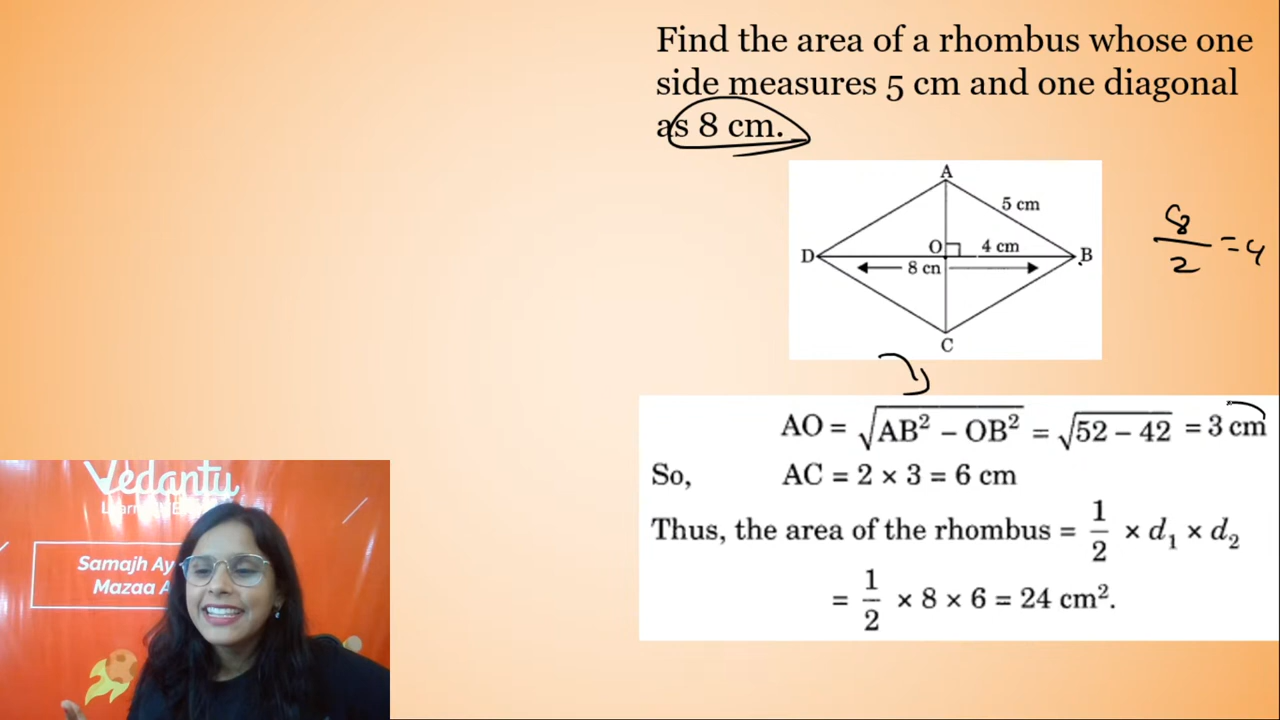 Find the area of a rhombus whose one
side measures 5 cm and one diagonal
as 8 cm.
A
5 cm
D
O
4 cm
B
8 cn
C
8
2
=4
AO = √AB² – OB² = √52 – 42 = 3 cm
So, AC = 2 × 3 = 6 cm
Thus, the area of the rhombus = 1/2 × d₁ × d₂
= 1/2 × 8 × 6 = 24 cm².
Vedantu
Learn
Samajh Ay
Mazaa A